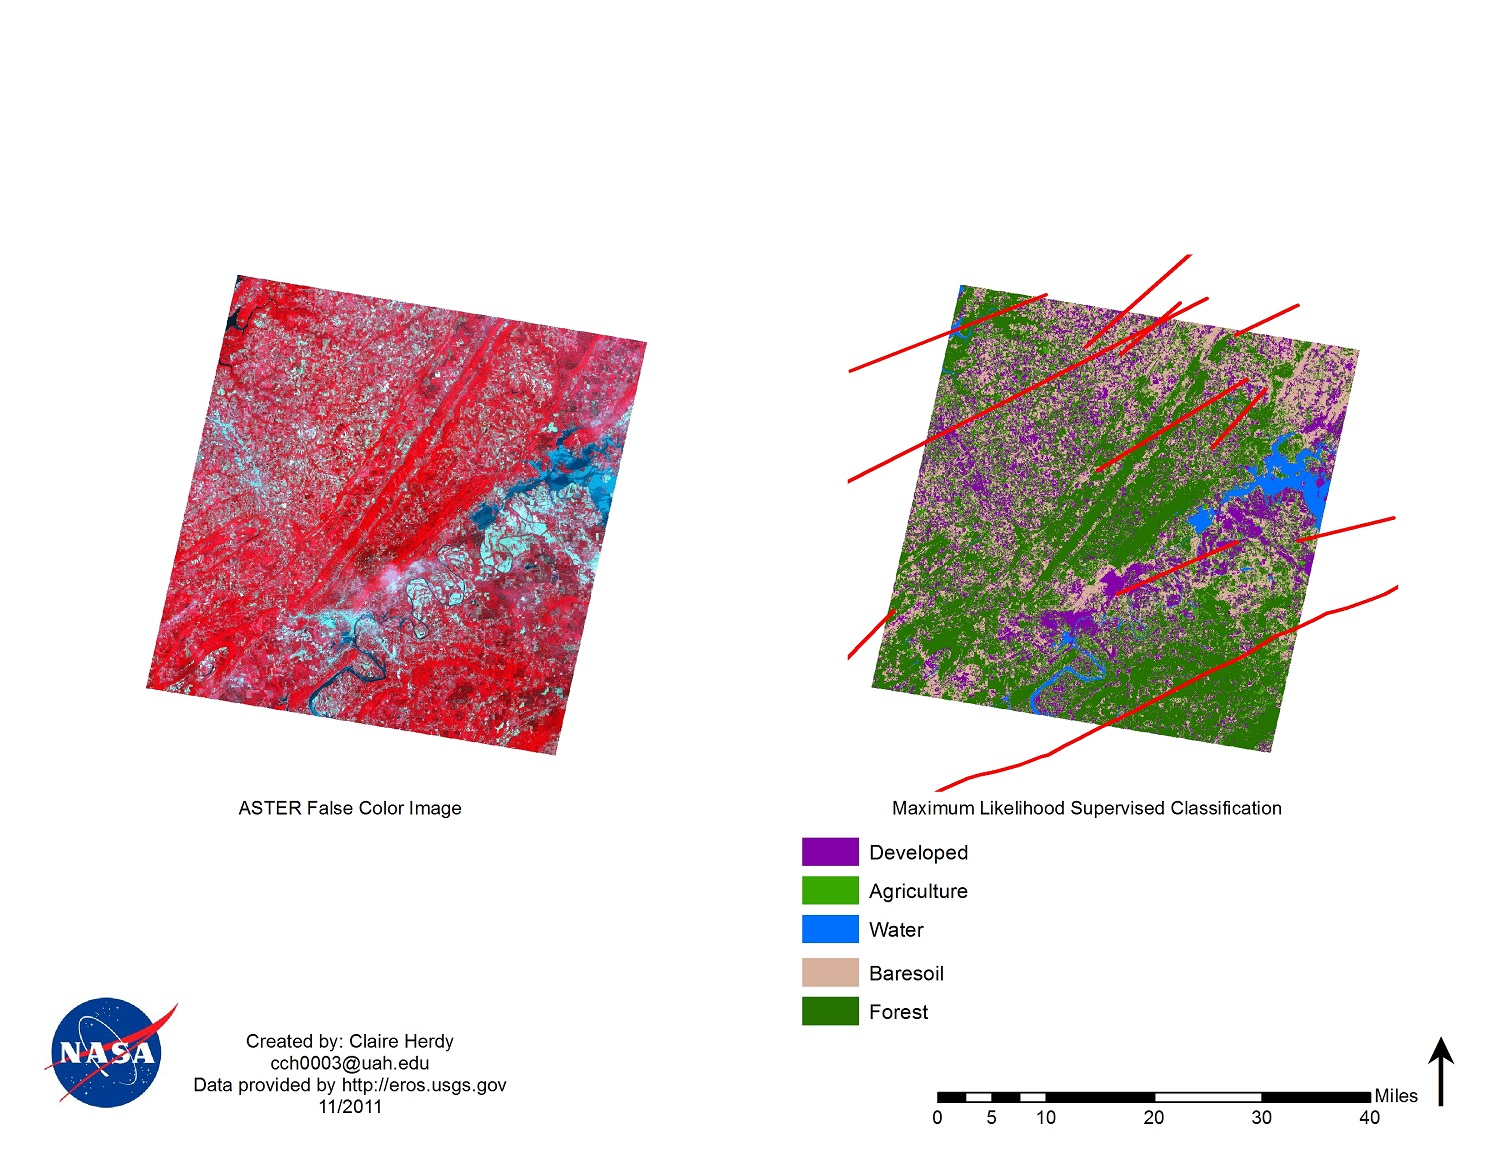 ASTER False Color Image
Maximum Likelihood Supervised Classification
Developed
Agriculture
Water
Baresoil
Forest
NASA
Created by: Claire Herdy
cch0003@uah.edu
Data provided by http://eros.usgs.gov
11/2011
Miles
0 5 10 20 30 40